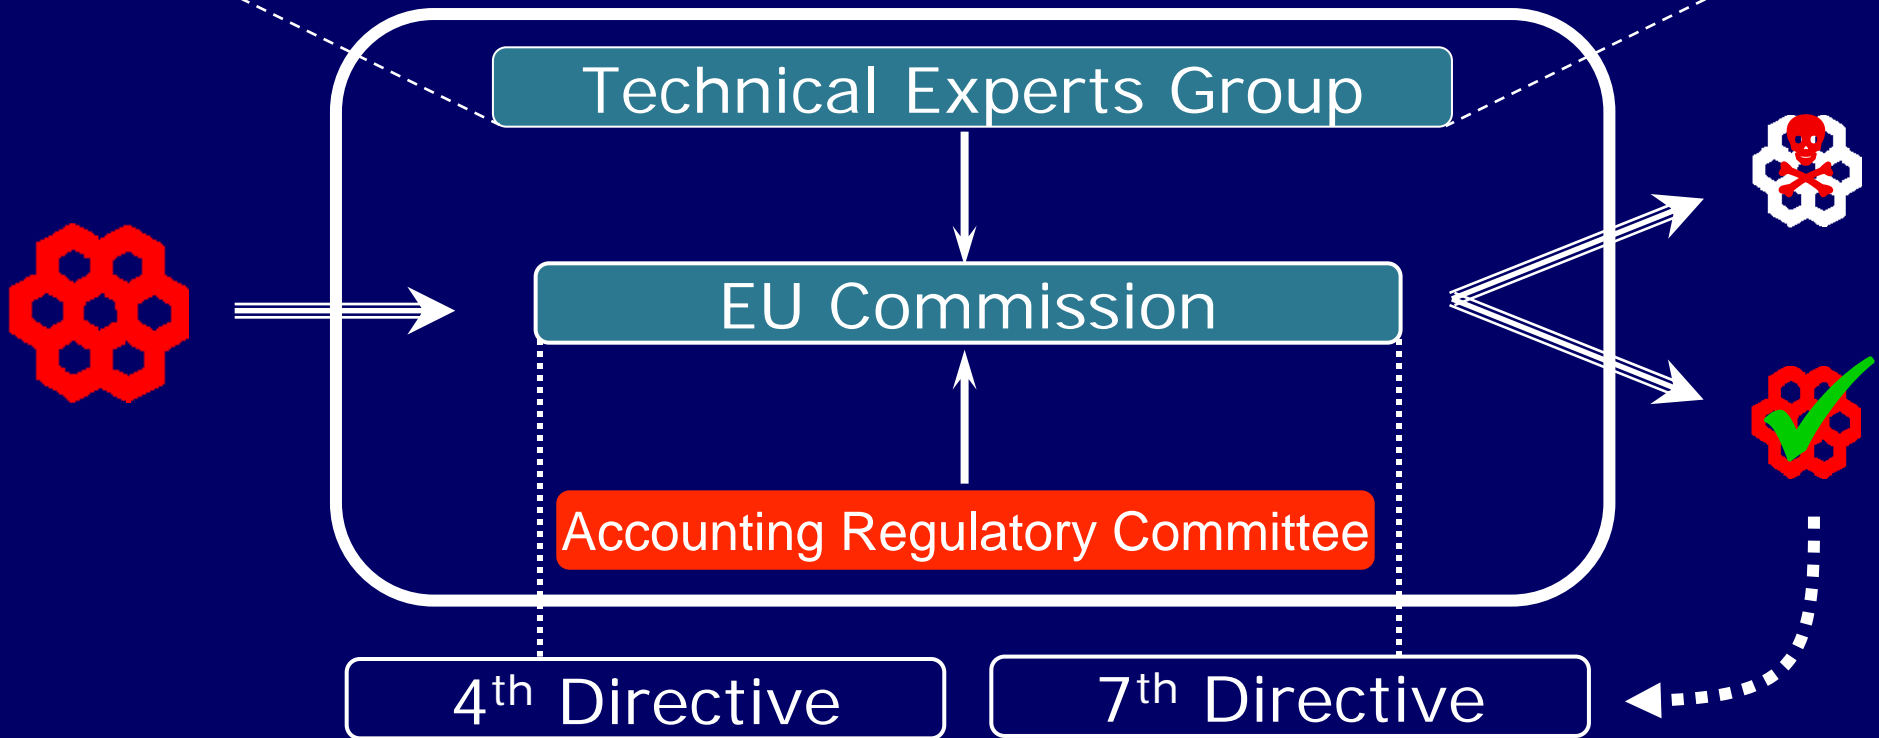 Technical Experts Group
EU Commission
Accounting Regulatory Committee
4th Directive
7th Directive